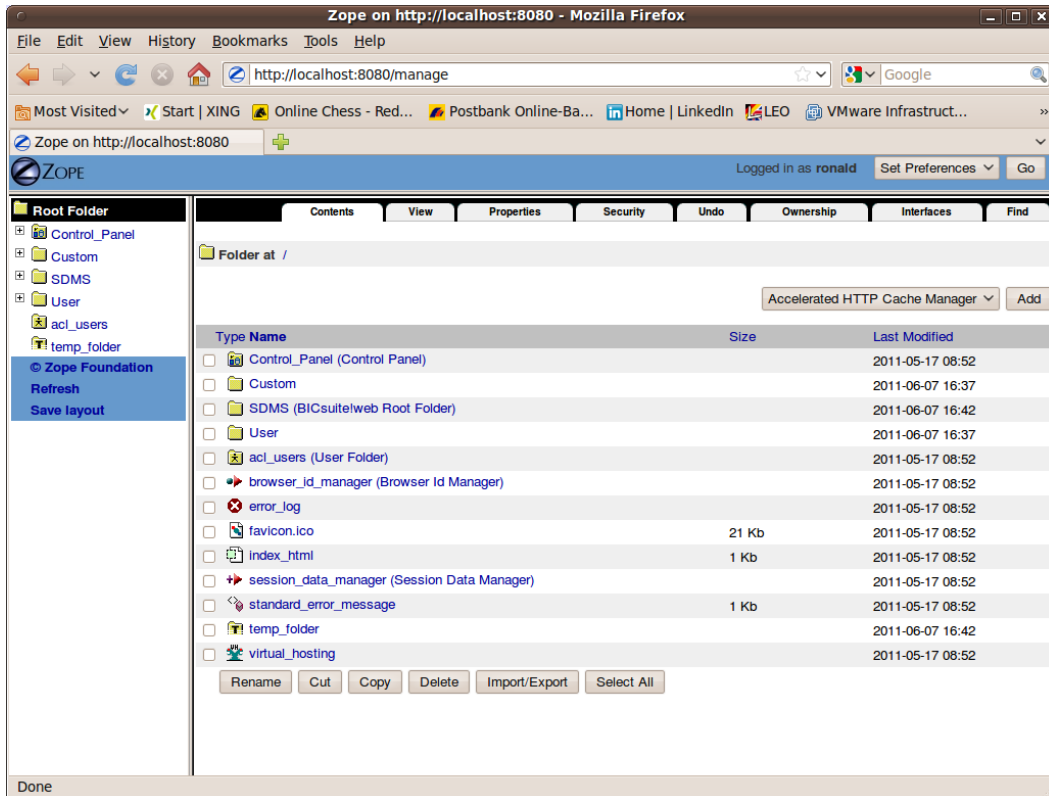 Zope on http://localhost:8080 - Mozilla Firefox
File Edit View History Bookmarks Tools Help
http://localhost:8080/manage Google
Most Visited Start | XING Online Chess - Red... Postbank Online-Ba... Home | LinkedIn LEO VMware Infrastruct... »
Zope on http://localhost:8080
ZOPE Logged in as ronald Set Preferences Go
Root Folder
Control_Panel
Custom
SDMS
User
acl_users
temp_folder
© Zope Foundation
Refresh
Save layout
Contents View Properties Security Undo Ownership Interfaces Find
Folder at /
Accelerated HTTP Cache Manager Add
Type Name Size Last Modified
Control_Panel (Control Panel) 2011-05-17 08:52
Custom 2011-06-07 16:37
SDMS (BICsuite!web Root Folder) 2011-06-07 16:42
User 2011-06-07 16:37
acl_users (User Folder) 2011-05-17 08:52
browser_id_manager (Browser Id Manager) 2011-05-17 08:52
error_log 2011-05-17 08:52
favicon.ico 21 Kb 2011-05-17 08:52
index_html 1 Kb 2011-05-17 08:52
session_data_manager (Session Data Manager) 2011-05-17 08:52
standard_error_message 1 Kb 2011-05-17 08:52
temp_folder 2011-06-07 16:42
virtual_hosting 2011-05-17 08:52
Rename Cut Copy Delete Import/Export Select All
Done